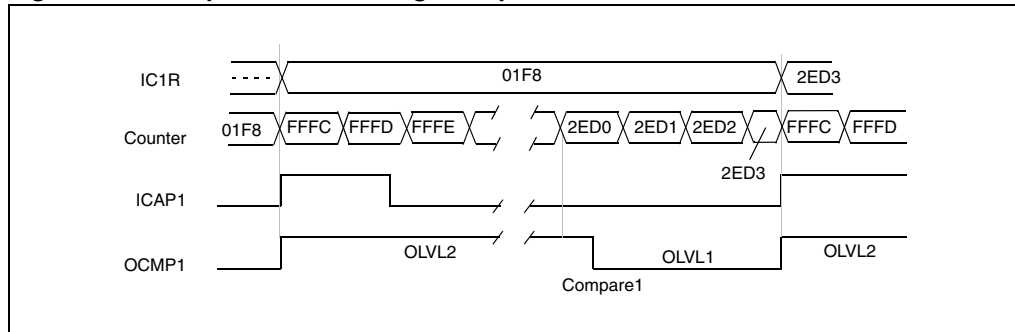 IC1R
01F8
2ED3
Counter
01F8 FFFC FFFD FFFE 2ED0 2ED1 2ED2 FFFC FFFD
2ED3
ICAP1
OCMP1
OLVL2
OLVL1
OLVL2
Compare1